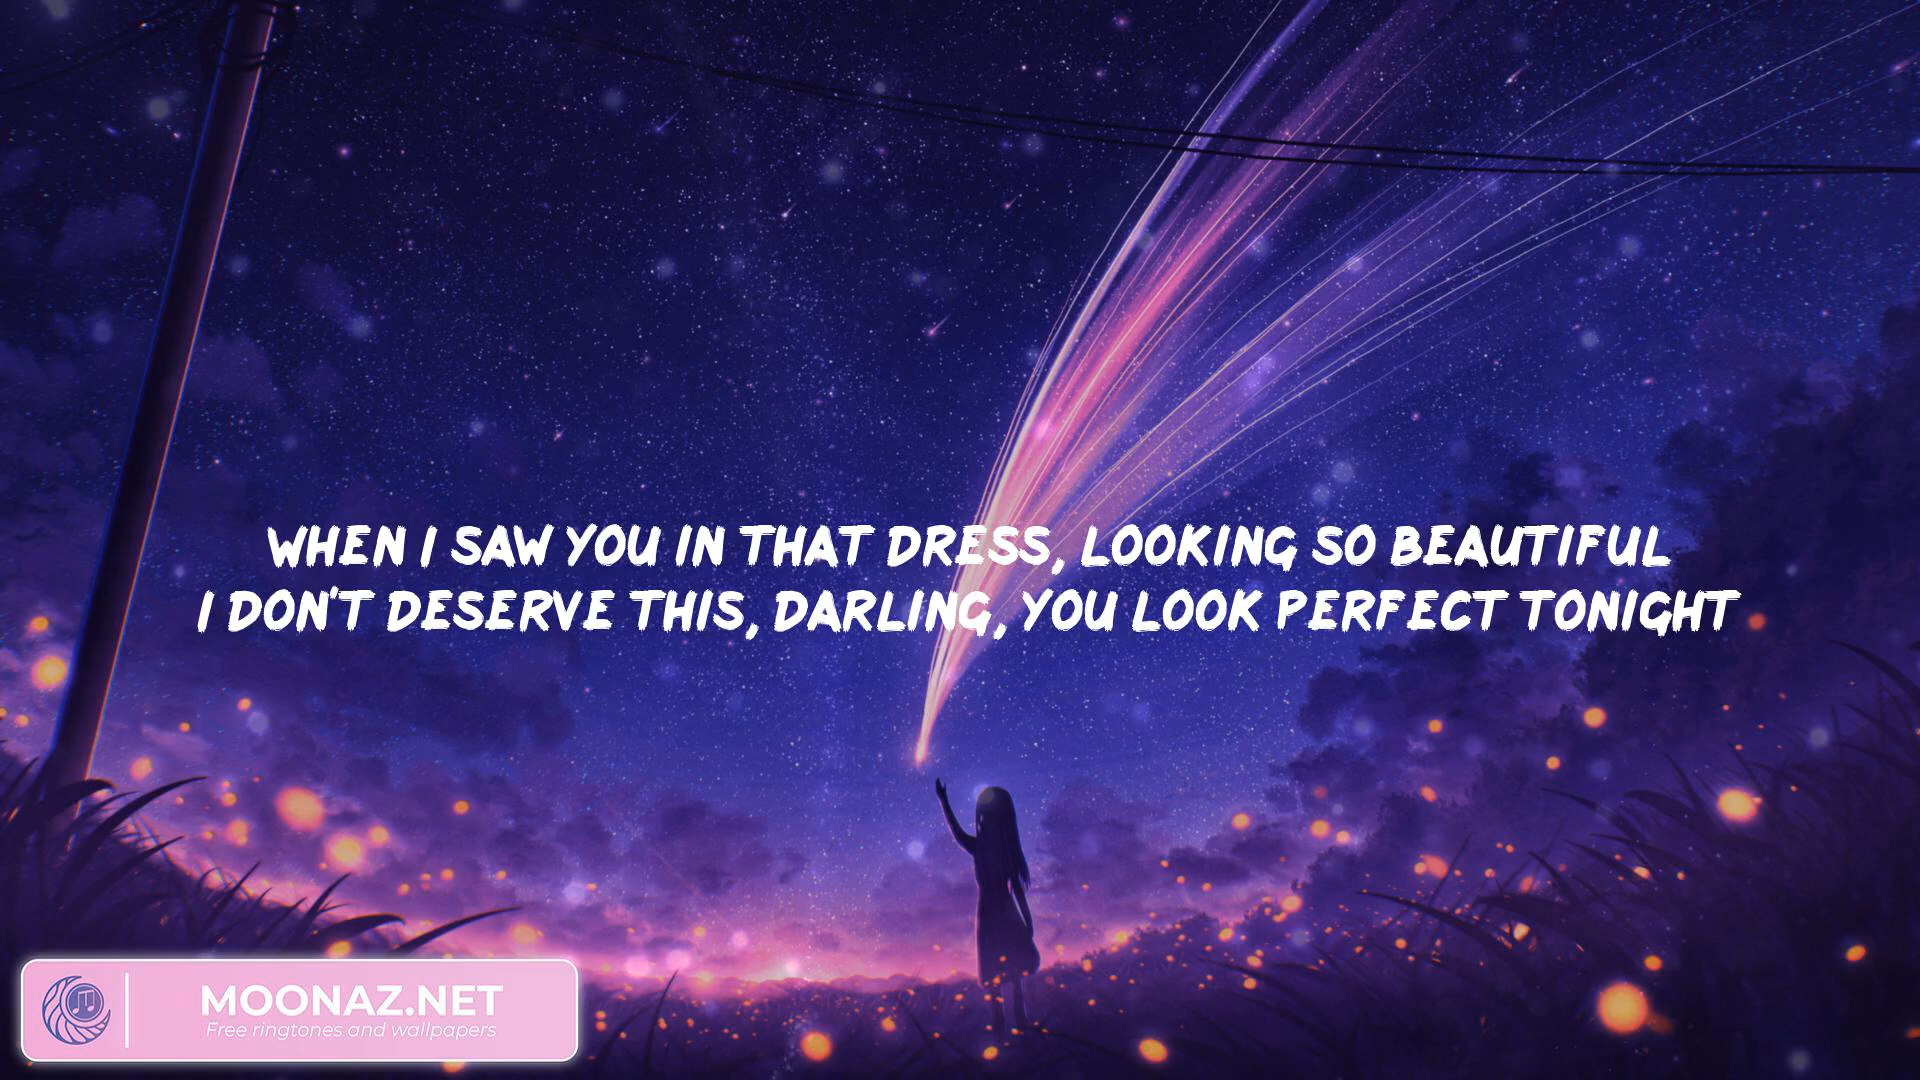 WHEN I SAW YOU IN THAT DRESS, LOOKING SO BEAUTIFUL
I DON'T DESERVE THIS, DARLING, YOU LOOK PERFECT TONIGHT
MOONAZ.NET
Free ringtones and wallpapers